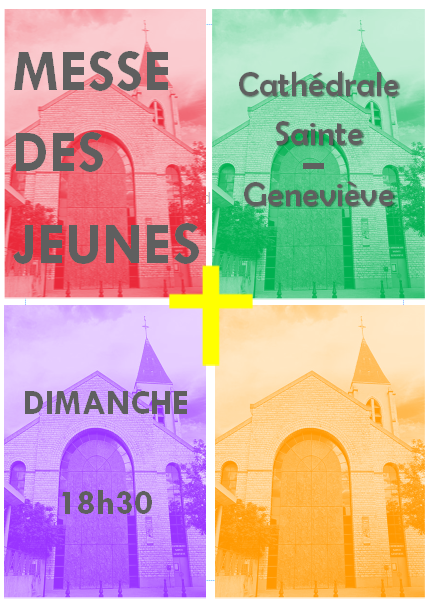 MESSE
DES
JEUNES
Cathédrale
Sainte
–
Geneviève
DIMANCHE
18h30